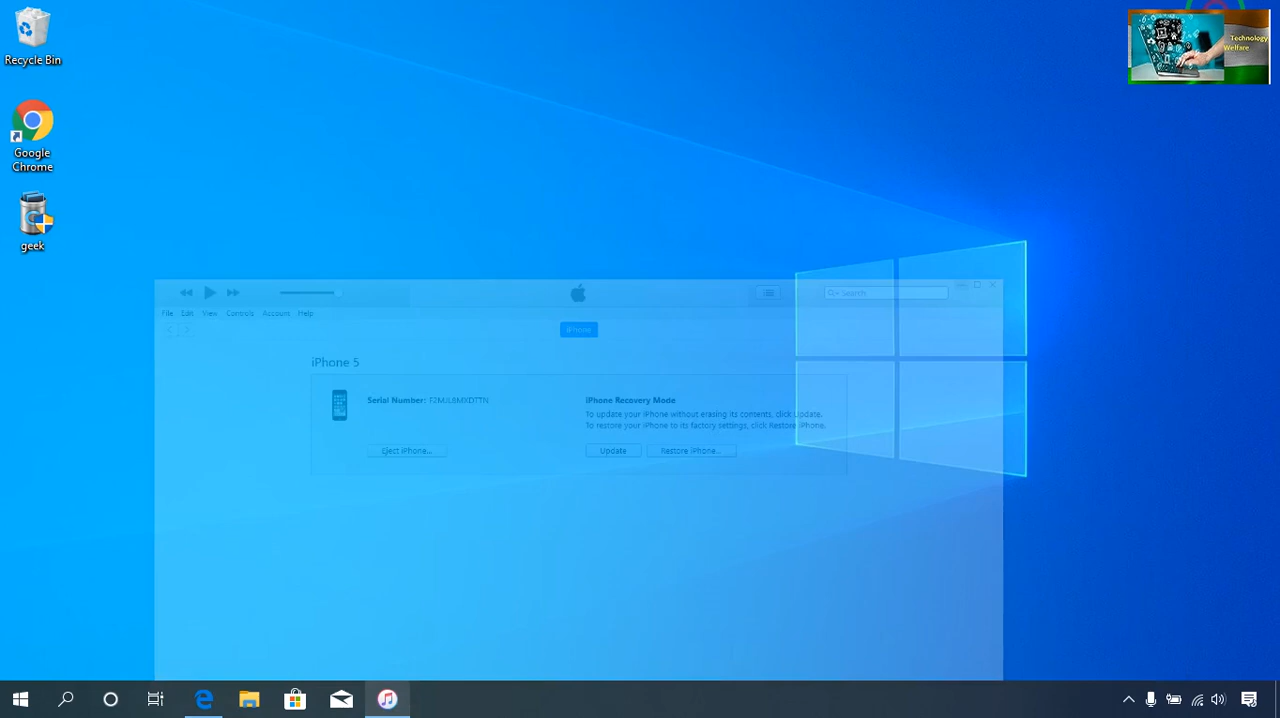 Recycle Bin
Technology
Welfare
Google
Chrome
geek
Search
File Edit View Controls Account Help
iPhone
iPhone 5
Serial Number:
iPhone Recovery Mode
To update your iPhone without erasing its contents, click Update.
To restore your iPhone to its factory settings, click Restore iPhone.
Eject iPhone...
Update
Restore iPhone...